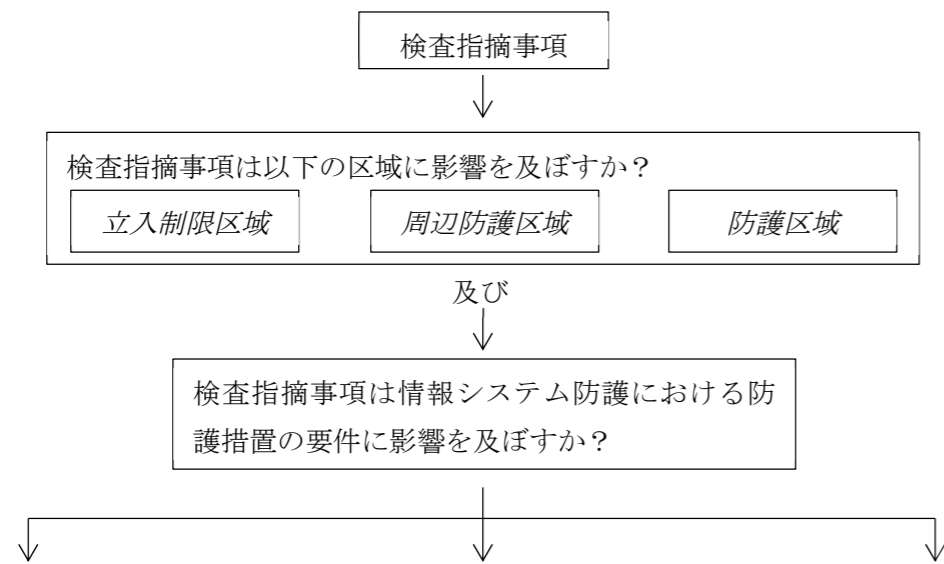 検査指摘事項
検査指摘事項は以下の区域に影響を及ぼすか？
立入制限区域
周辺防護区域
防護区域
及び
検査指摘事項は情報システム防護における防
護措置の要件に影響を及ぼすか？